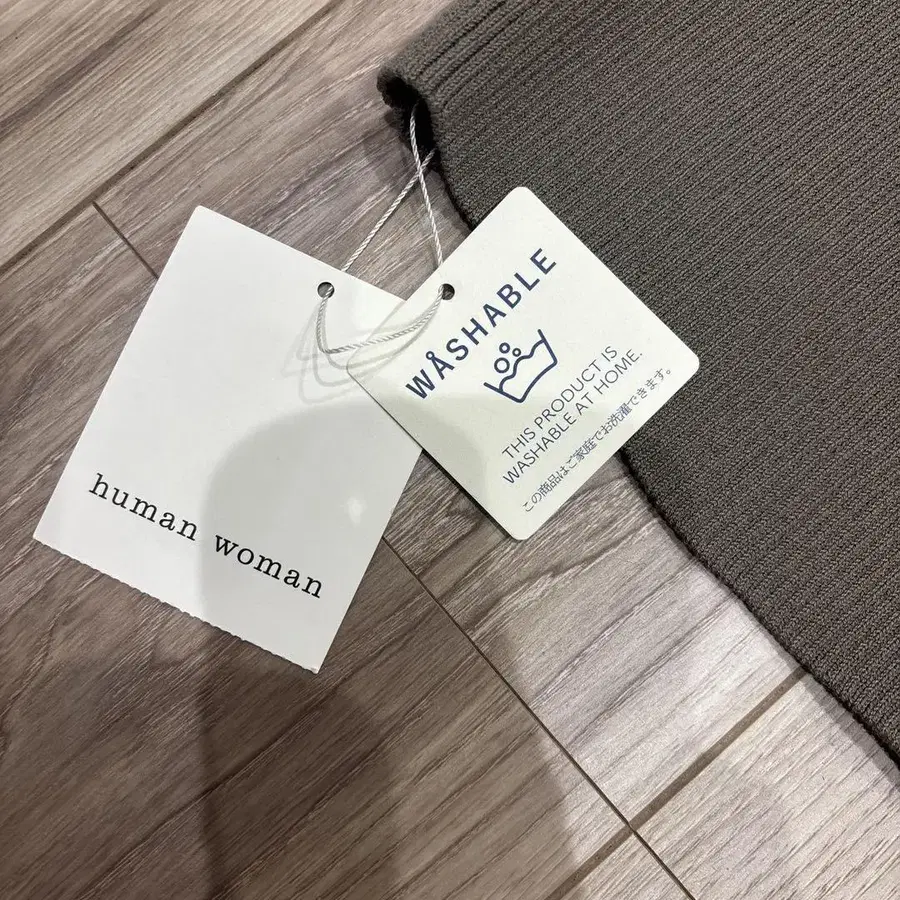 human woman
WÅSHABLE
THIS PRODUCT IS
WASHABLE AT HOME.
この商品はご家庭でお洗濯できます。